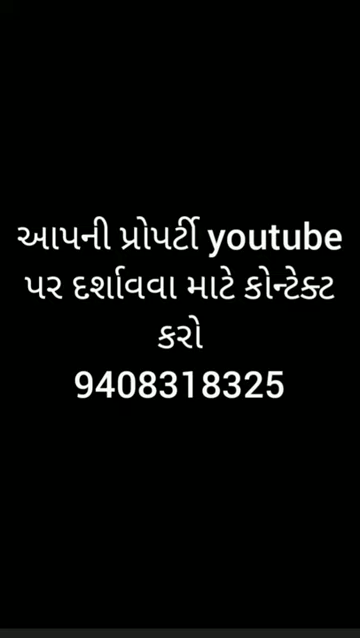 આપની પ્રોપર્ટી youtube
પર દર્શાવવા માટે કોન્ટેક્ટ
કરો
9408318325